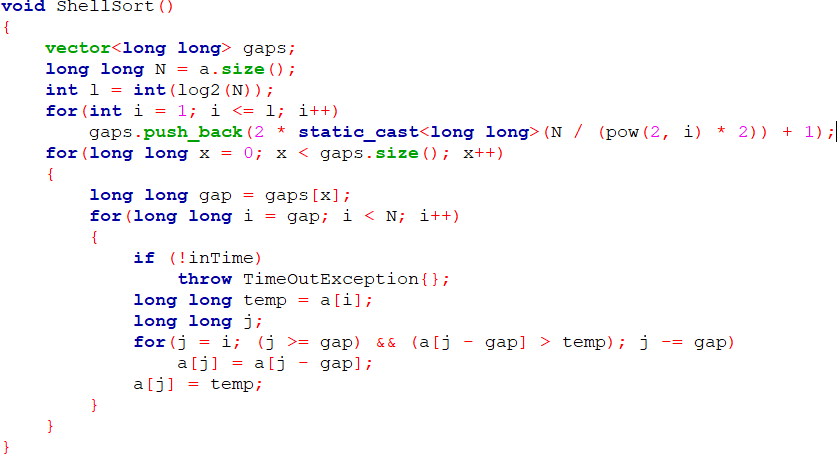 void ShellSort()
{
    vector<long long> gaps;
    long long N = a.size();
    int l = int(log2(N));
    for(int i = 1; i <= l; i++)
        gaps.push_back(2 * static_cast<long long>(N / (pow(2, i) * 2)) + 1);
    for(long long x = 0; x < gaps.size(); x++)
    {
        long long gap = gaps[x];
        for(long long i = gap; i < N; i++)
        {
            if (!inTime)
                throw TimeOutException{};
            long long temp = a[i];
            long long j;
            for(j = i; (j >= gap) && (a[j - gap] > temp); j -= gap)
                a[j] = a[j - gap];
            a[j] = temp;
        }
    }
}